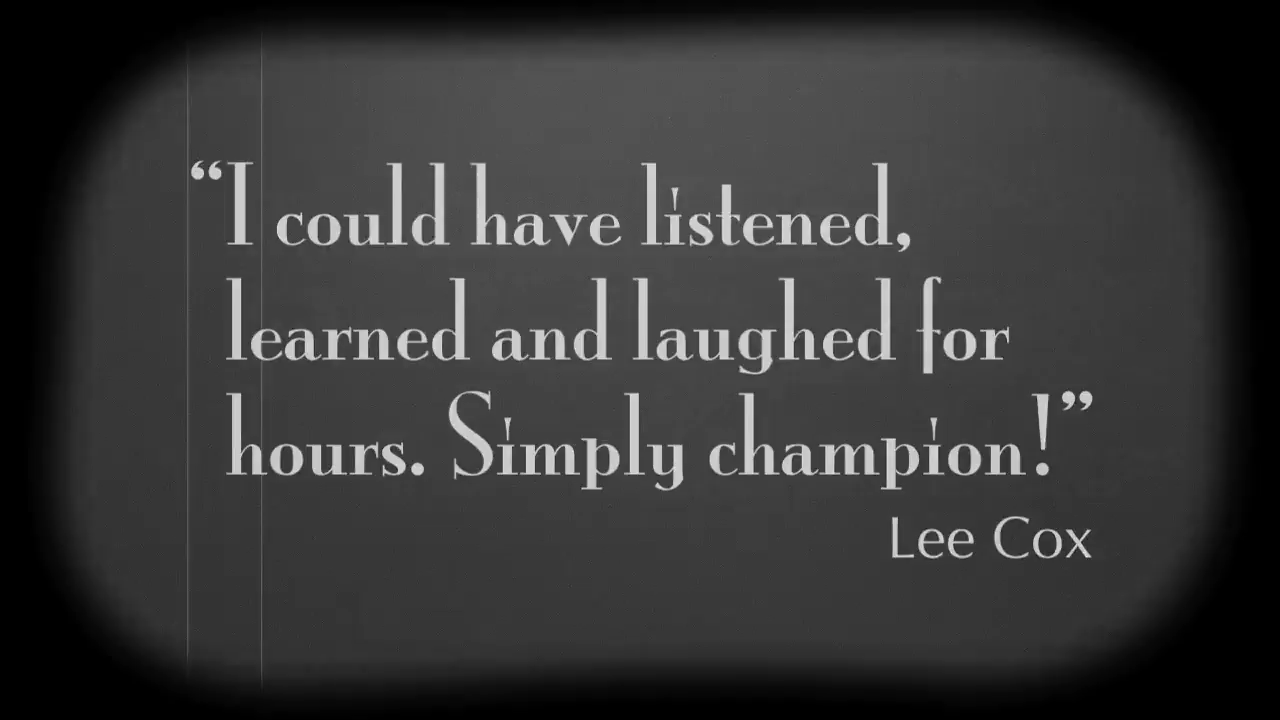 “I could have listened,
learned and laughed for
hours. Simply champion!”
Lee Cox